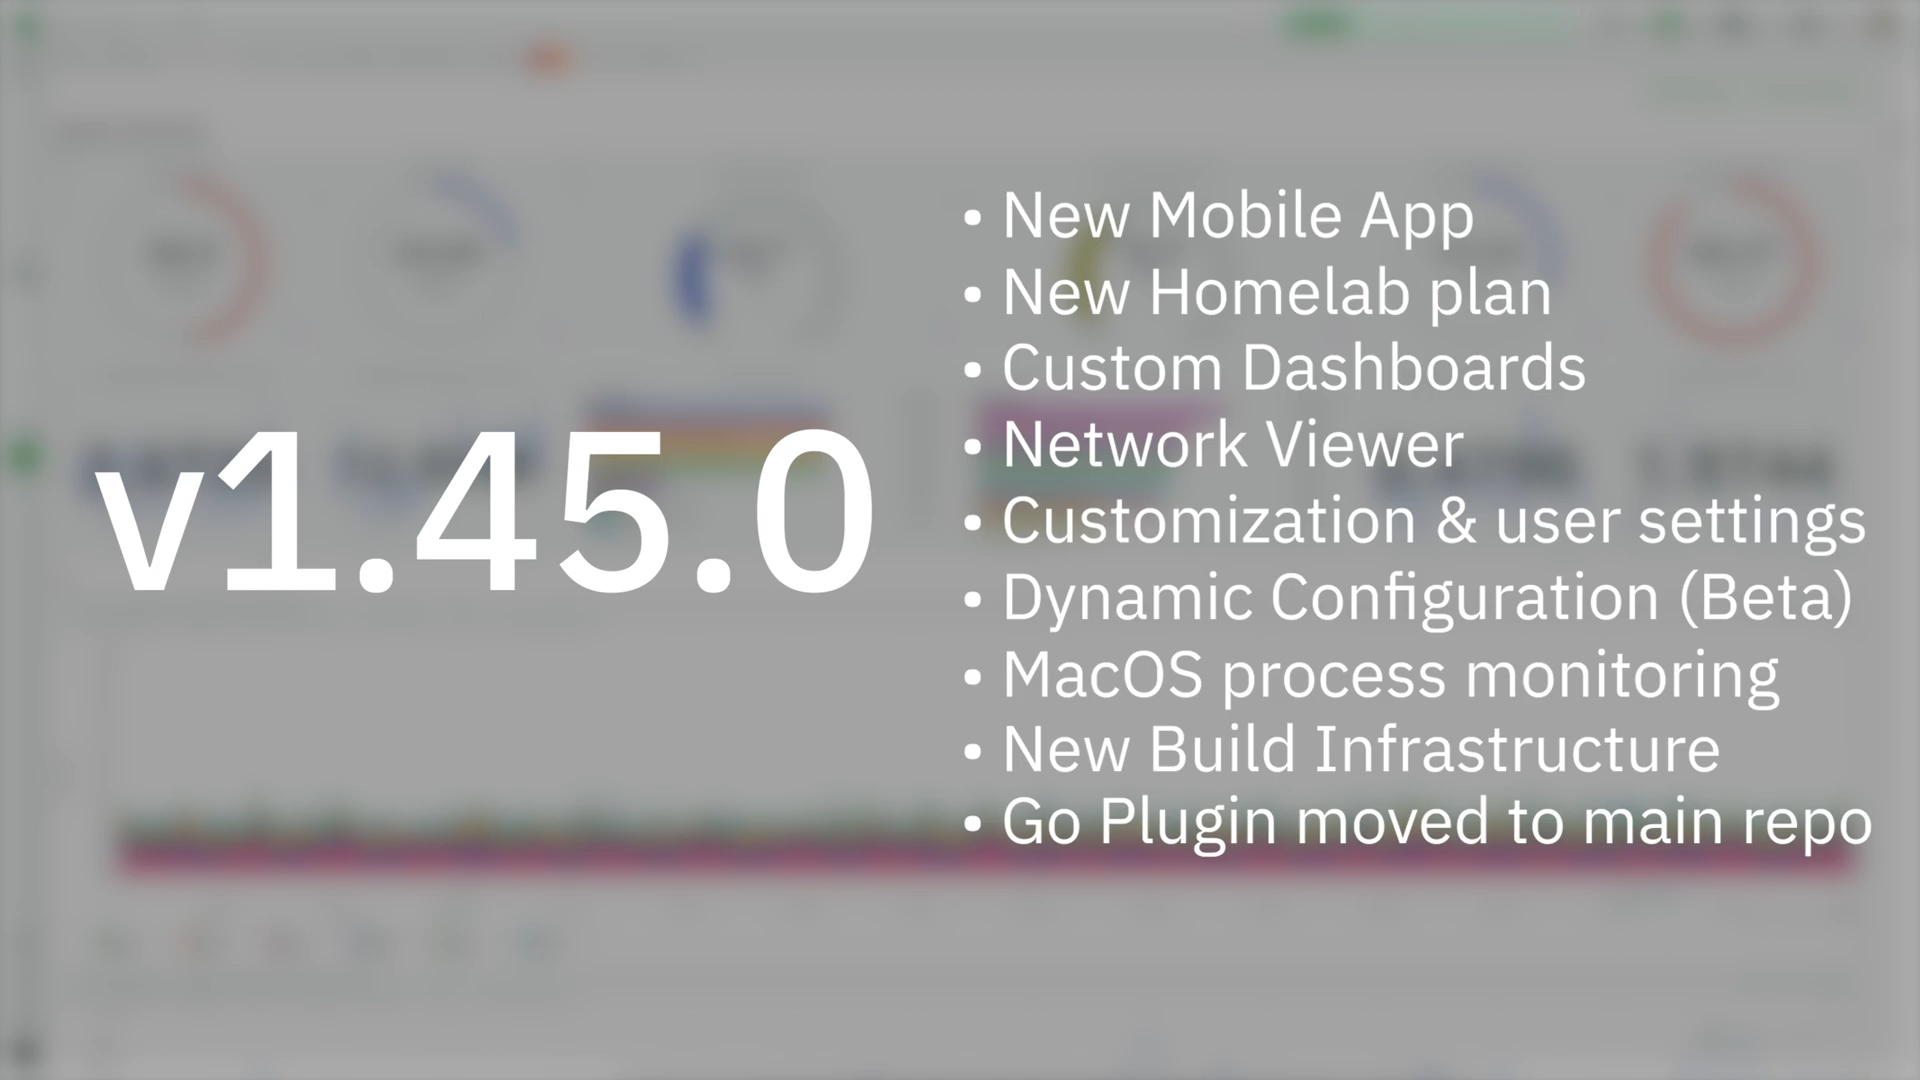 v1.45.0
• New Mobile App
• New Homelab plan
• Custom Dashboards
• Network Viewer
• Customization & user settings
• Dynamic Configuration (Beta)
• MacOS process monitoring
• New Build Infrastructure
• Go Plugin moved to main repo